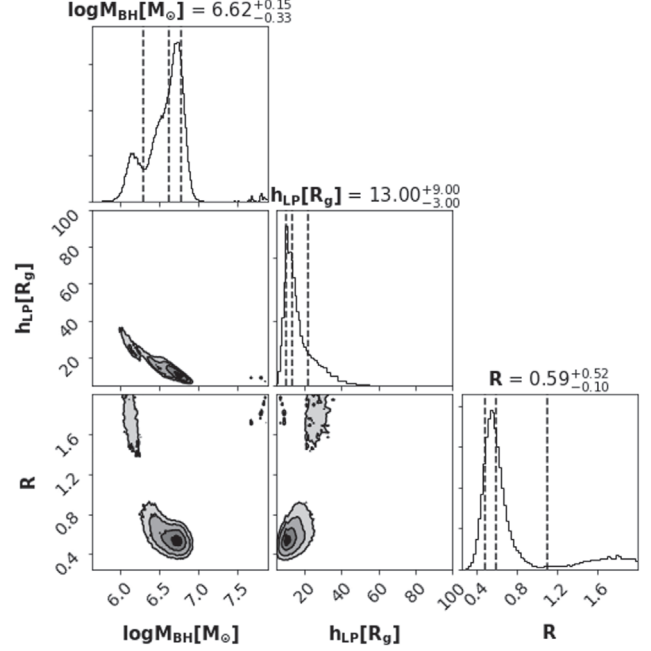 logM_BH[M_⊙] = 6.62^{+0.15}_{−0.33}
h_LP[R_g] = 13.00^{+9.00}_{−3.00}
100
80
60
40
20
h_LP[R_g]
R = 0.59^{+0.52}_{−0.10}
1.6
1.2
0.8
0.4
R
6.0 6.5 7.0 7.5 20 40 60 80 100 0.4 0.8 1.2 1.6
logM_BH[M_⊙] h_LP[R_g] R